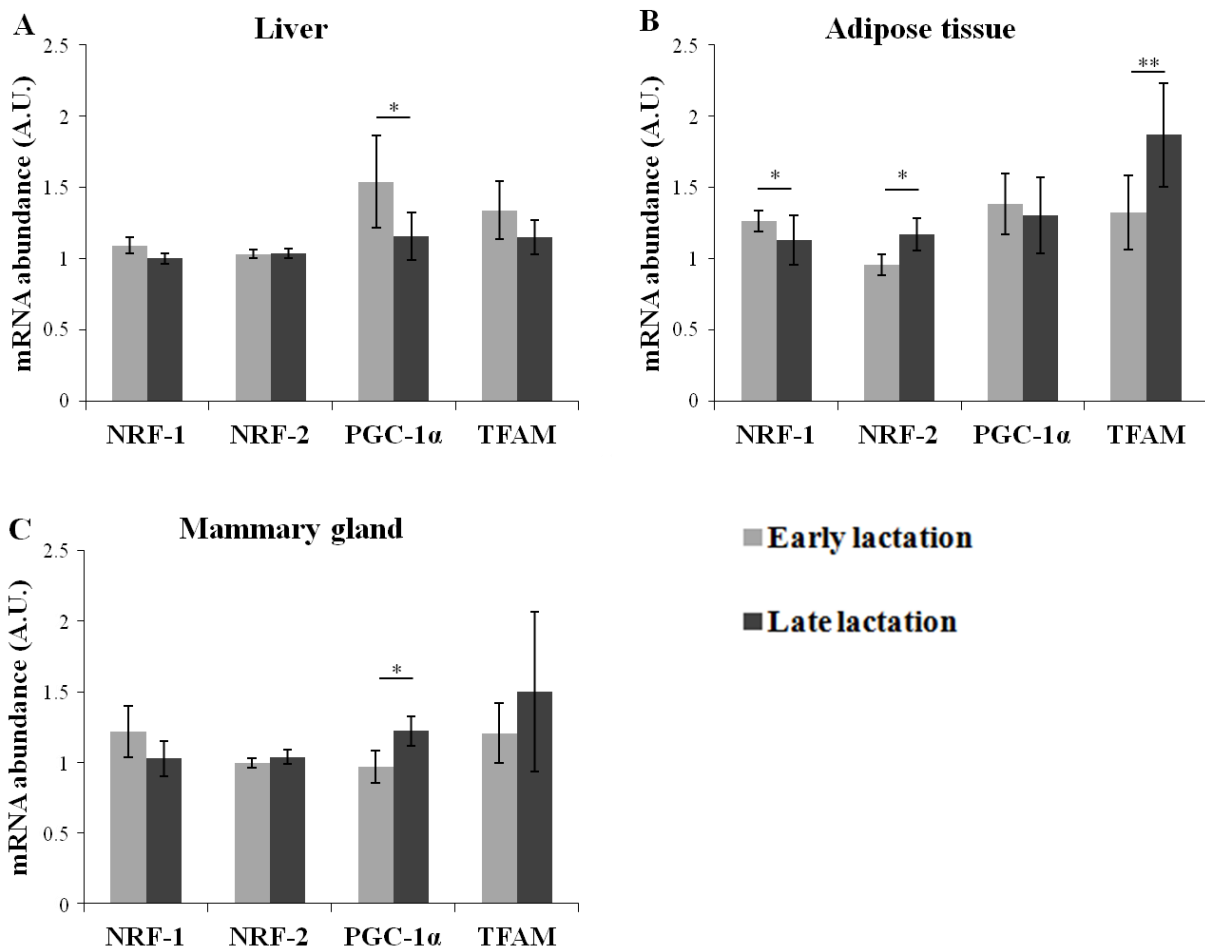 A
Liver
mRNA abundance (A.U.)
2.5
2
1.5
1
0.5
0
*
NRF-1 NRF-2 PGC-1α TFAM
B
Adipose tissue
mRNA abundance (A.U.)
2.5
2
1.5
1
0.5
0
* * **
NRF-1 NRF-2 PGC-1α TFAM
C
Mammary gland
mRNA abundance (A.U.)
2.5
2
1.5
1
0.5
0
*
NRF-1 NRF-2 PGC-1α TFAM
Early lactation
Late lactation